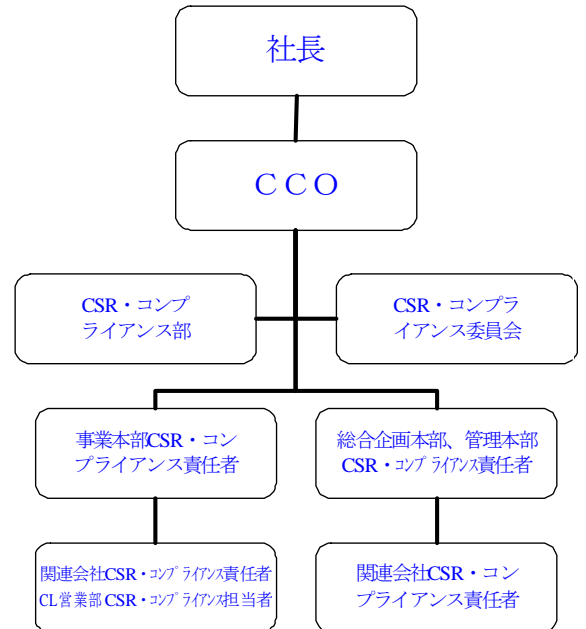 社長
ＣＣＯ
CSR・コンプ
ライアンス部
CSR・コンプラ
イアンス委員会
事業本部CSR・コン
プライアンス責任者
総合企画本部、管理本部
CSR・コンプライアンス責任者
関連会社CSR・コンプライアンス責任者
CL営業部CSR・コンプライアンス担当者
関連会社CSR・コン
プライアンス責任者